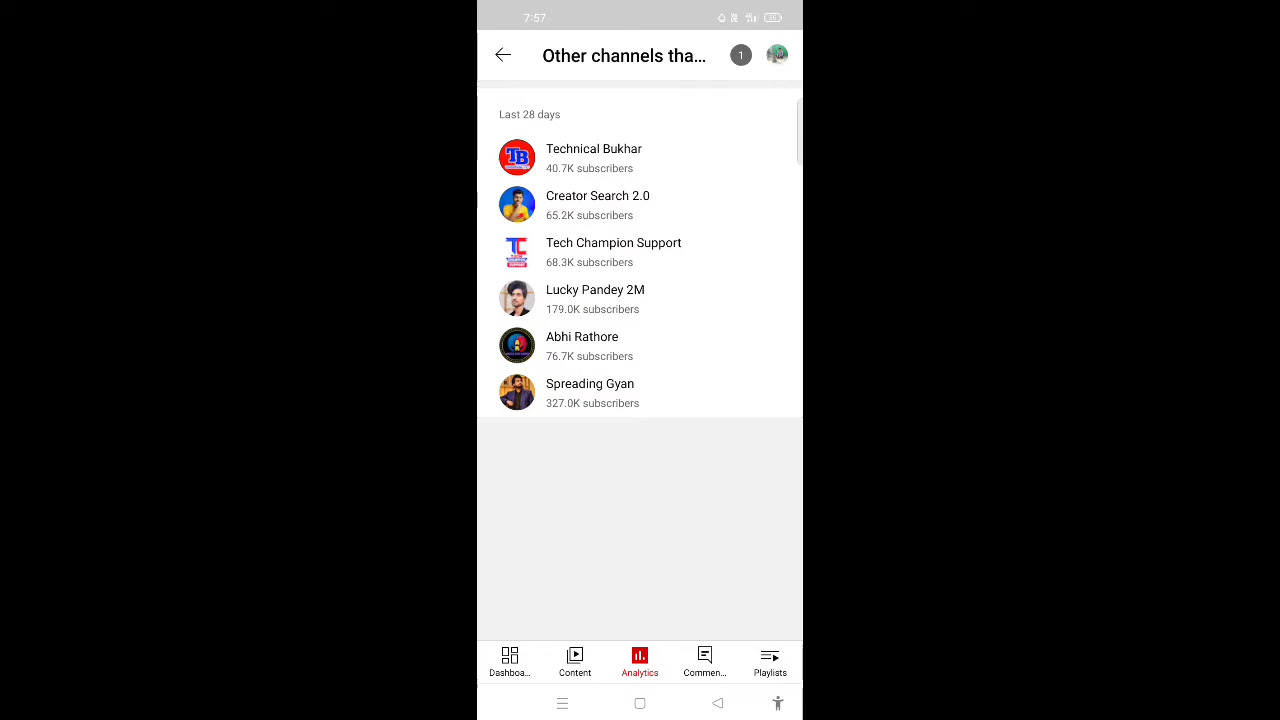 7:57
Other channels tha...
1
Last 28 days
TB
Technical Bukhar
40.7K subscribers
Creator Search 2.0
65.2K subscribers
TC
Tech Champion Support
68.3K subscribers
Lucky Pandey 2M
179.0K subscribers
Abhi Rathore
76.7K subscribers
Spreading Gyan
327.0K subscribers
Dashboa... Content Analytics Commen... Playlists